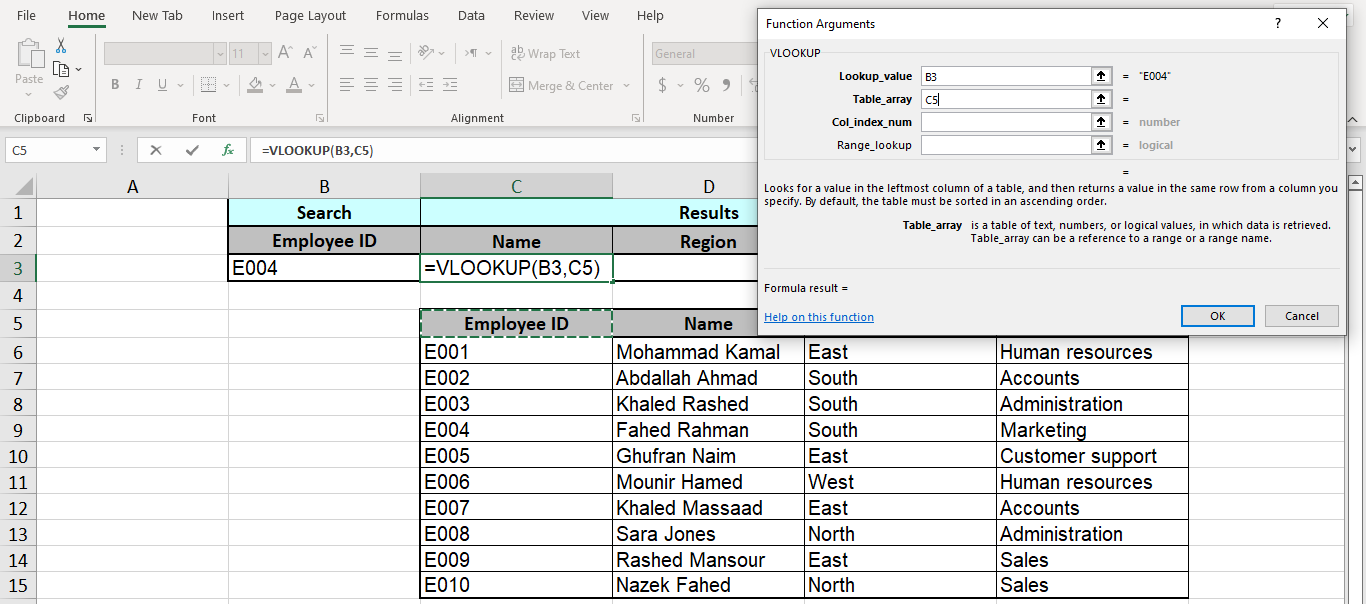 File Home New Tab Insert Page Layout Formulas Data Review View Help
Paste
11 A A
B I U A
ab Wrap Text
Merge & Center
General
$ % 9
Clipboard Font Alignment Number
C5 fx =VLOOKUP(B3,C5)
Function Arguments ?
VLOOKUP
Lookup_value B3 = "E004"
Table_array C5 =
Col_index_num = number
Range_lookup = logical
=
Looks for a value in the leftmost column of a table, and then returns a value in the same row from a column you
specify. By default, the table must be sorted in an ascending order.
Table_array is a table of text, numbers, or logical values, in which data is retrieved.
Table_array can be a reference to a range or a range name.
Formula result =
Help on this function OK Cancel
A B C D
1 Search Results
2 Employee ID Name Region
3 E004 =VLOOKUP(B3,C5)
4
5 Employee ID Name
6 E001 Mohammad Kamal East Human resources
7 E002 Abdallah Ahmad South Accounts
8 E003 Khaled Rashed South Administration
9 E004 Fahed Rahman South Marketing
10 E005 Ghufran Naim East Customer support
11 E006 Mounir Hamed West Human resources
12 E007 Khaled Massaad East Accounts
13 E008 Sara Jones North Administration
14 E009 Rashed Mansour East Sales
15 E010 Nazek Fahed North Sales